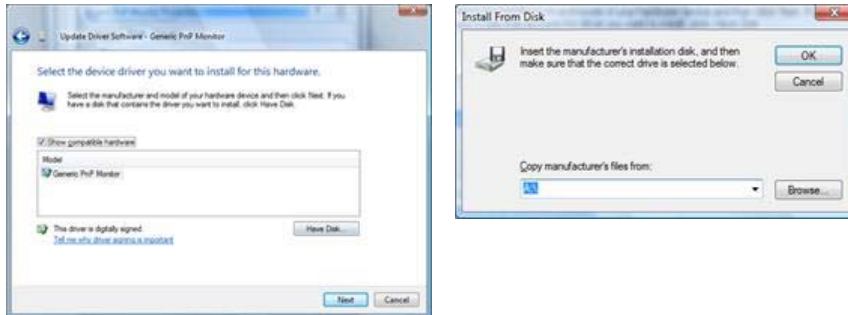 Update Driver Software - Generic PnP Monitor
Select the device driver you want to install for this hardware.
Select the manufacturer and model of your hardware device and then click Next. If you
have a disk that contains the driver you want to install, click Have Disk.
Show compatible hardware
Model
Generic PnP Monitor
This driver is digitally signed.
Tell me why driver signing is important
Have Disk...
Next
Cancel
Install From Disk
Insert the manufacturer's installation disk, and then
make sure that the correct drive is selected below.
OK
Cancel
Copy manufacturer's files from:
A:\
Browse...